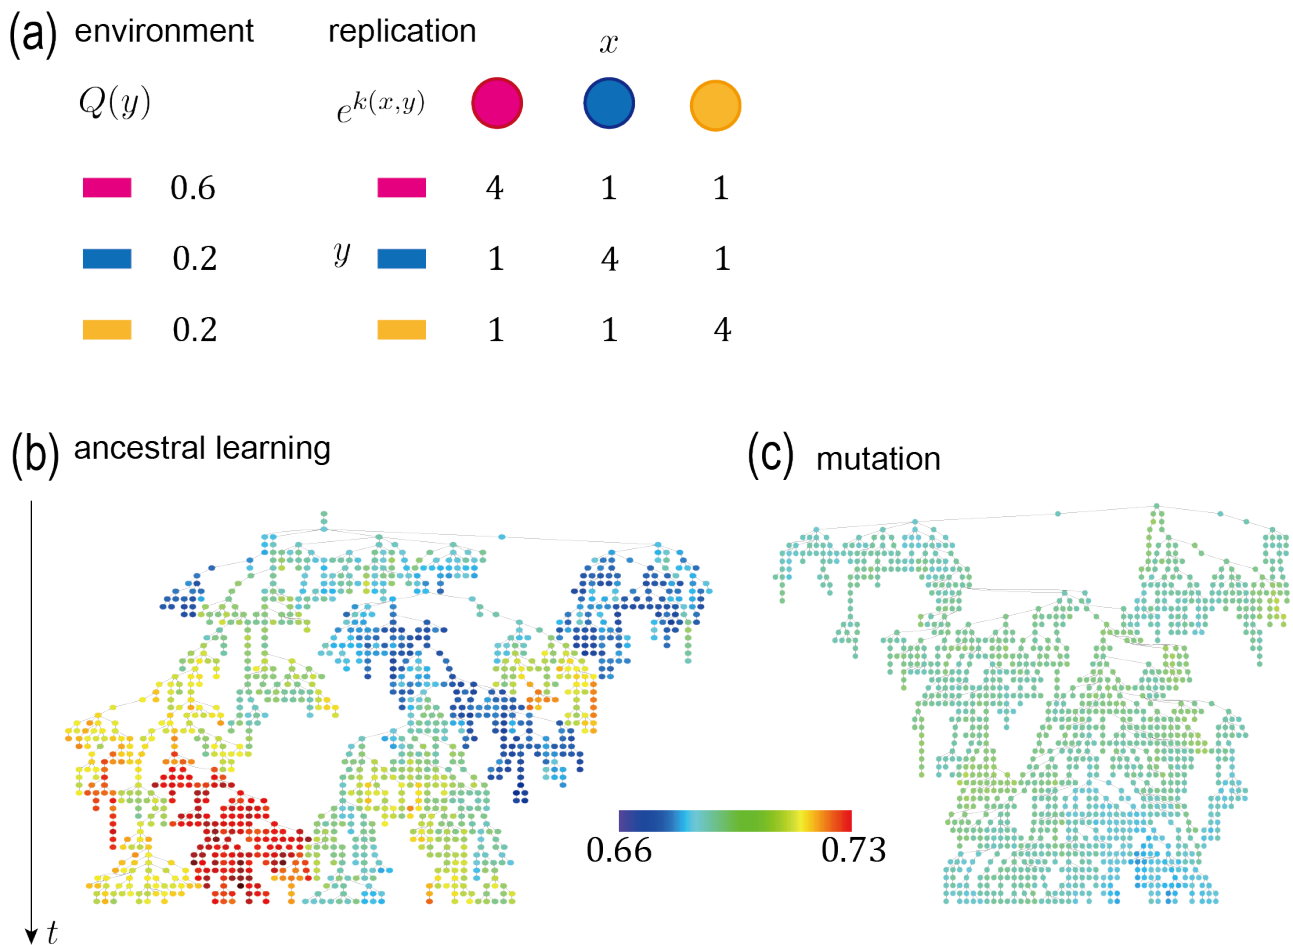 (a) environment replication
x
Q(y) e^{k(x,y)}
0.6 4 1 1
0.2 y 1 4 1
0.2 1 1 4
(b) ancestral learning (c) mutation
0.66 0.73
t